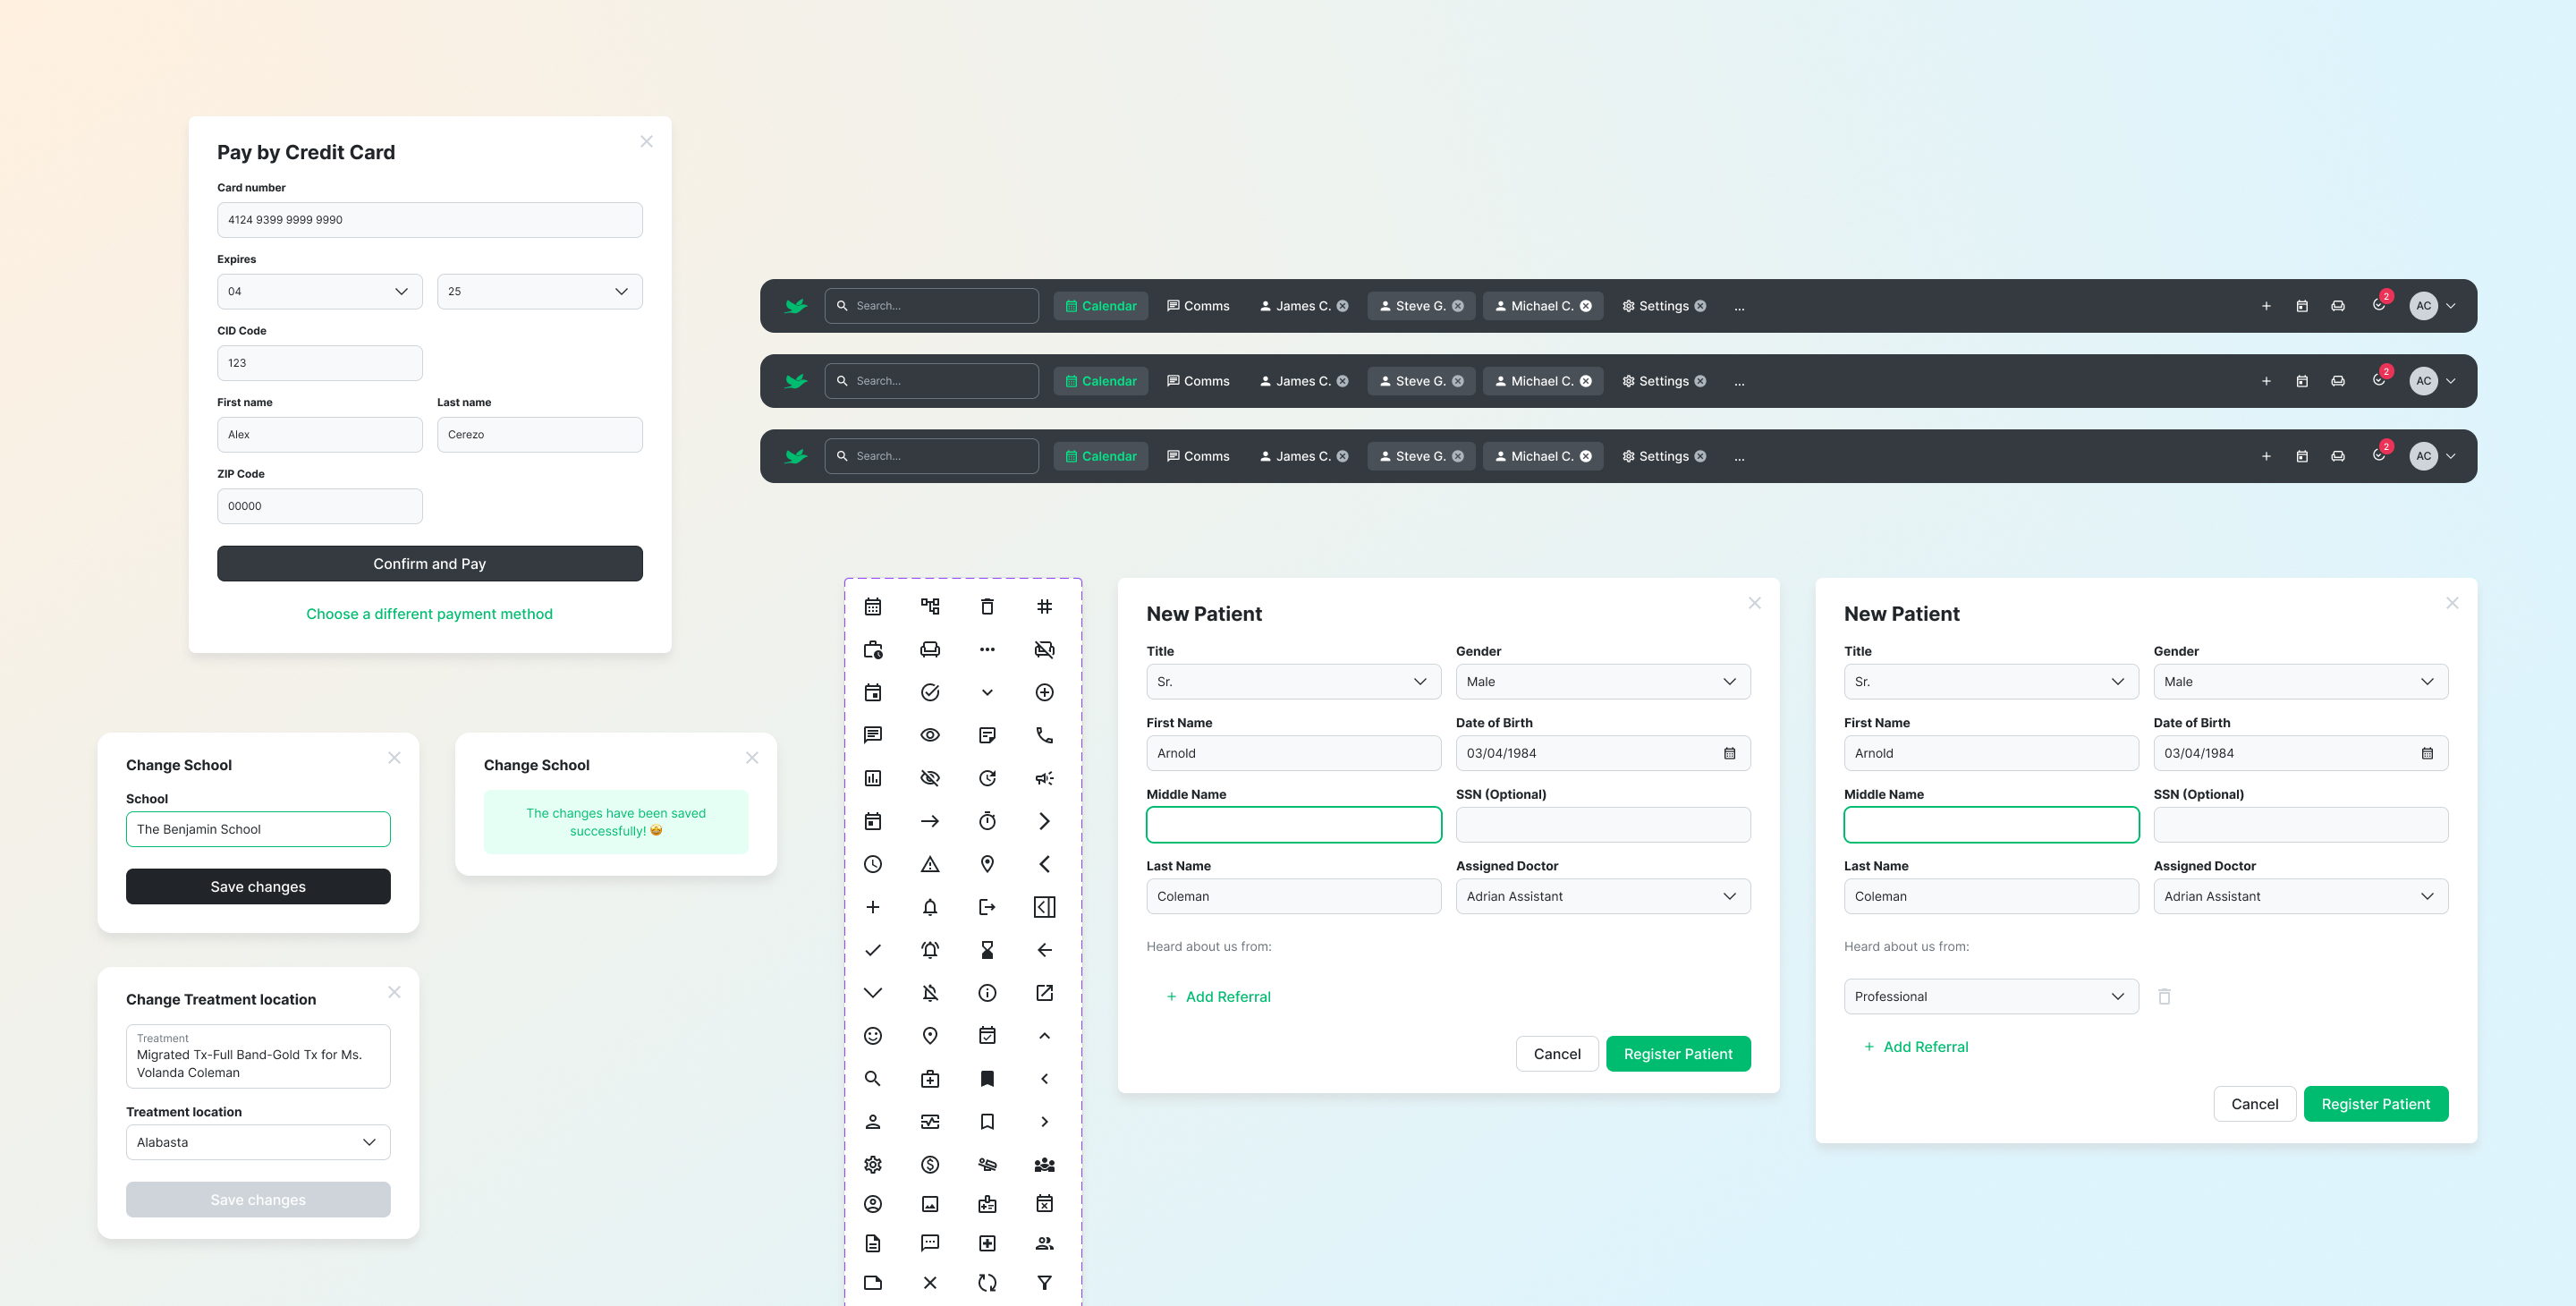 Pay by Credit Card
Card number
4124 9399 9999 9990
Expires
04 25
CID Code
123
First name Last name
Alex Cerezo
ZIP Code
00000
Confirm and Pay
Choose a different payment method
Search... Calendar Comms James C. Steve G. Michael C. Settings ... 2 AC
Search... Calendar Comms James C. Steve G. Michael C. Settings ... 2 AC
Search... Calendar Comms James C. Steve G. Michael C. Settings ... 2 AC
Change School
School
The Benjamin School
Save changes
Change School
The changes have been saved
successfully! 🤩
Change Treatment location
Treatment
Migrated Tx-Full Band-Gold Tx for Ms.
Volanda Coleman
Treatment location
Alabasta
Save changes
New Patient
Title Gender
Sr. Male
First Name Date of Birth
Arnold 03/04/1984
Middle Name SSN (Optional)
Last Name Assigned Doctor
Coleman Adrian Assistant
Heard about us from:
+ Add Referral
Cancel Register Patient
New Patient
Title Gender
Sr. Male
First Name Date of Birth
Arnold 03/04/1984
Middle Name SSN (Optional)
Last Name Assigned Doctor
Coleman Adrian Assistant
Heard about us from:
Professional
+ Add Referral
Cancel Register Patient